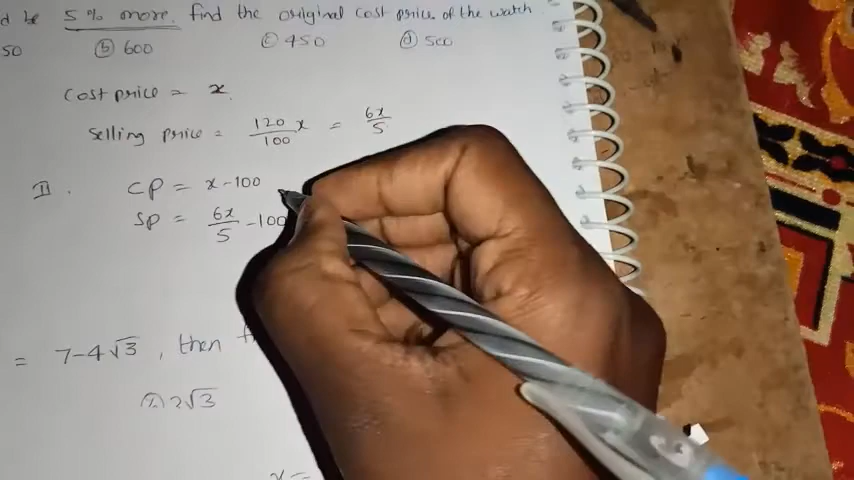 d be 5% more. find the original cost price of the watch
50 (b) 600 (c) 450 (d) 500
Cost price = x.
Selling price = 120/100 x = 6x/5
II. CP = x-100
SP = 6x/5 -100
= 7-4√3, then
2√3
x=